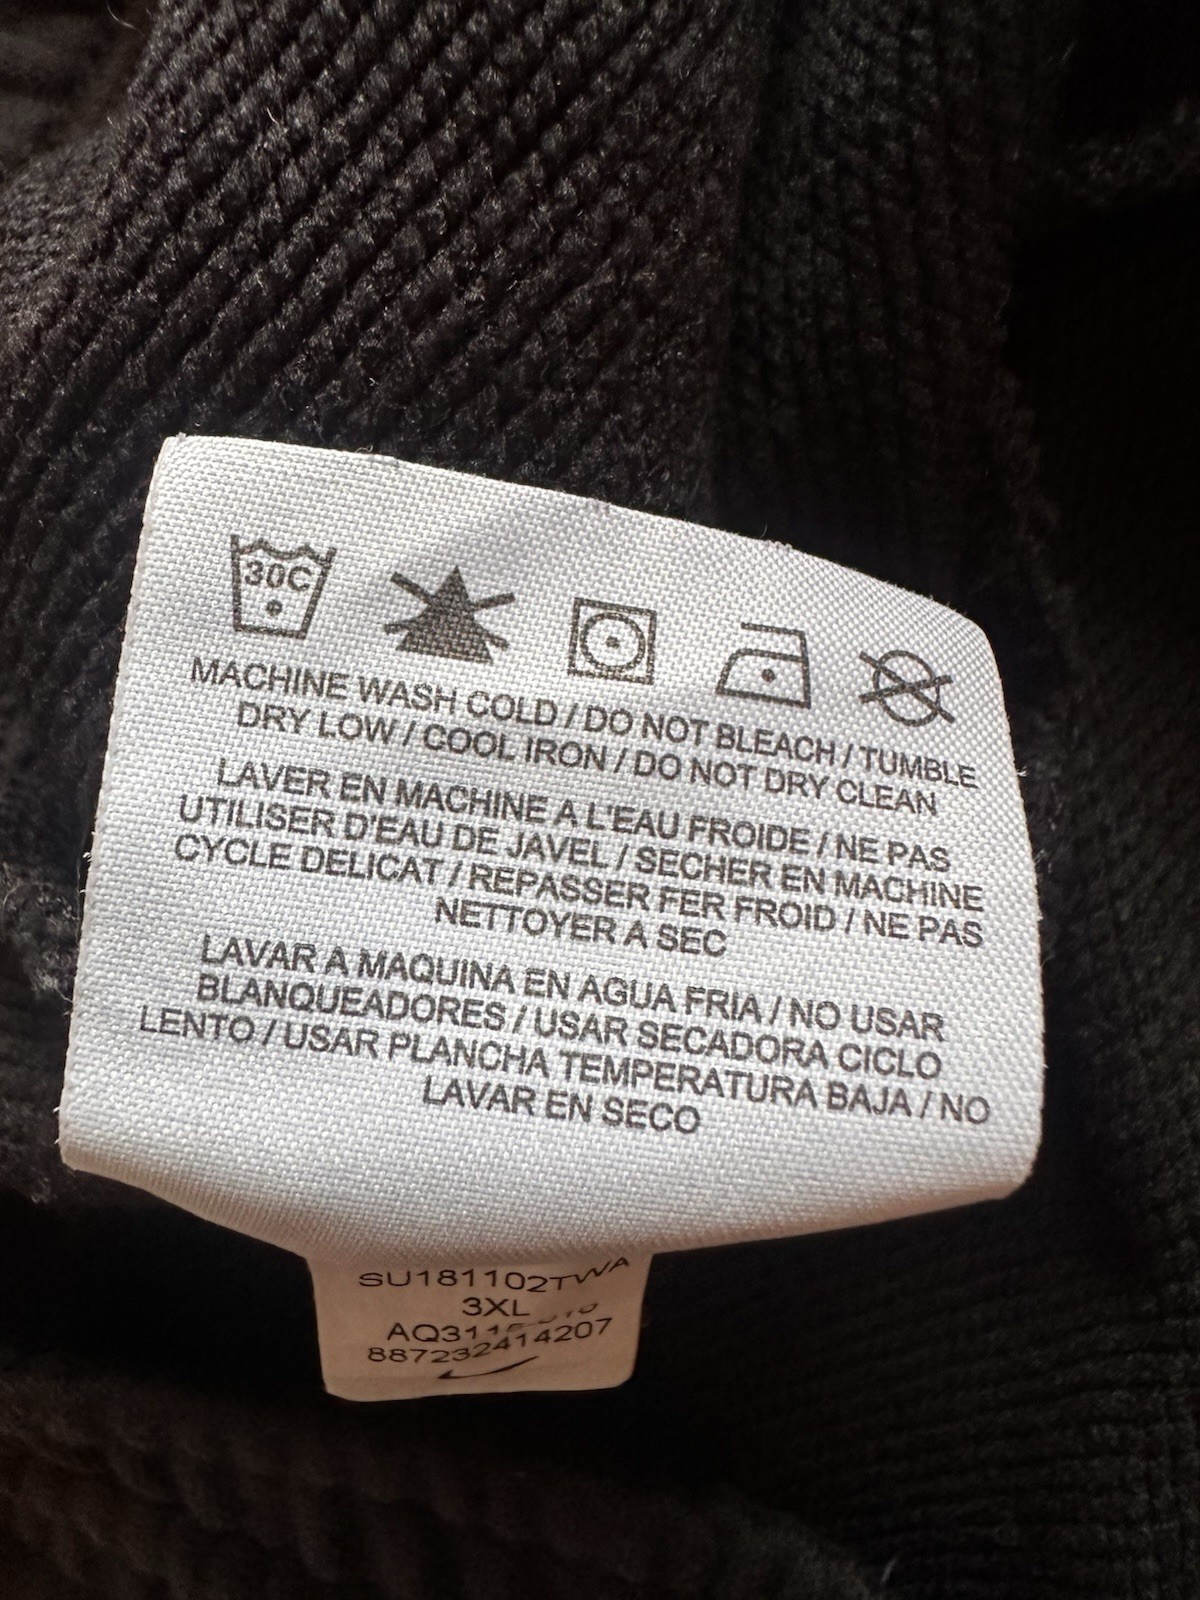 30C
MACHINE WASH COLD / DO NOT BLEACH / TUMBLE
DRY LOW / COOL IRON / DO NOT DRY CLEAN
LAVER EN MACHINE A L'EAU FROIDE / NE PAS
UTILISER D'EAU DE JAVEL / SECHER EN MACHINE
CYCLE DELICAT / REPASSER FER FROID / NE PAS
NETTOYER A SEC
LAVAR A MAQUINA EN AGUA FRIA / NO USAR
BLANQUEADORES / USAR SECADORA CICLO
LENTO / USAR PLANCHA TEMPERATURA BAJA / NO
LAVAR EN SECO
SU181102TWA
3XL
887232414207